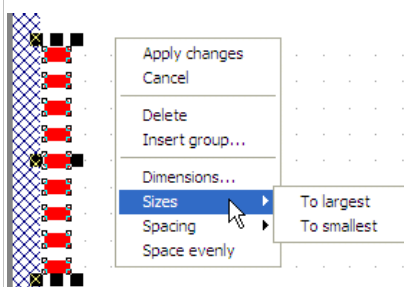 Apply changes
Cancel
Delete
Insert group...
Dimensions...
Sizes
To largest
Spacing
To smallest
Space evenly